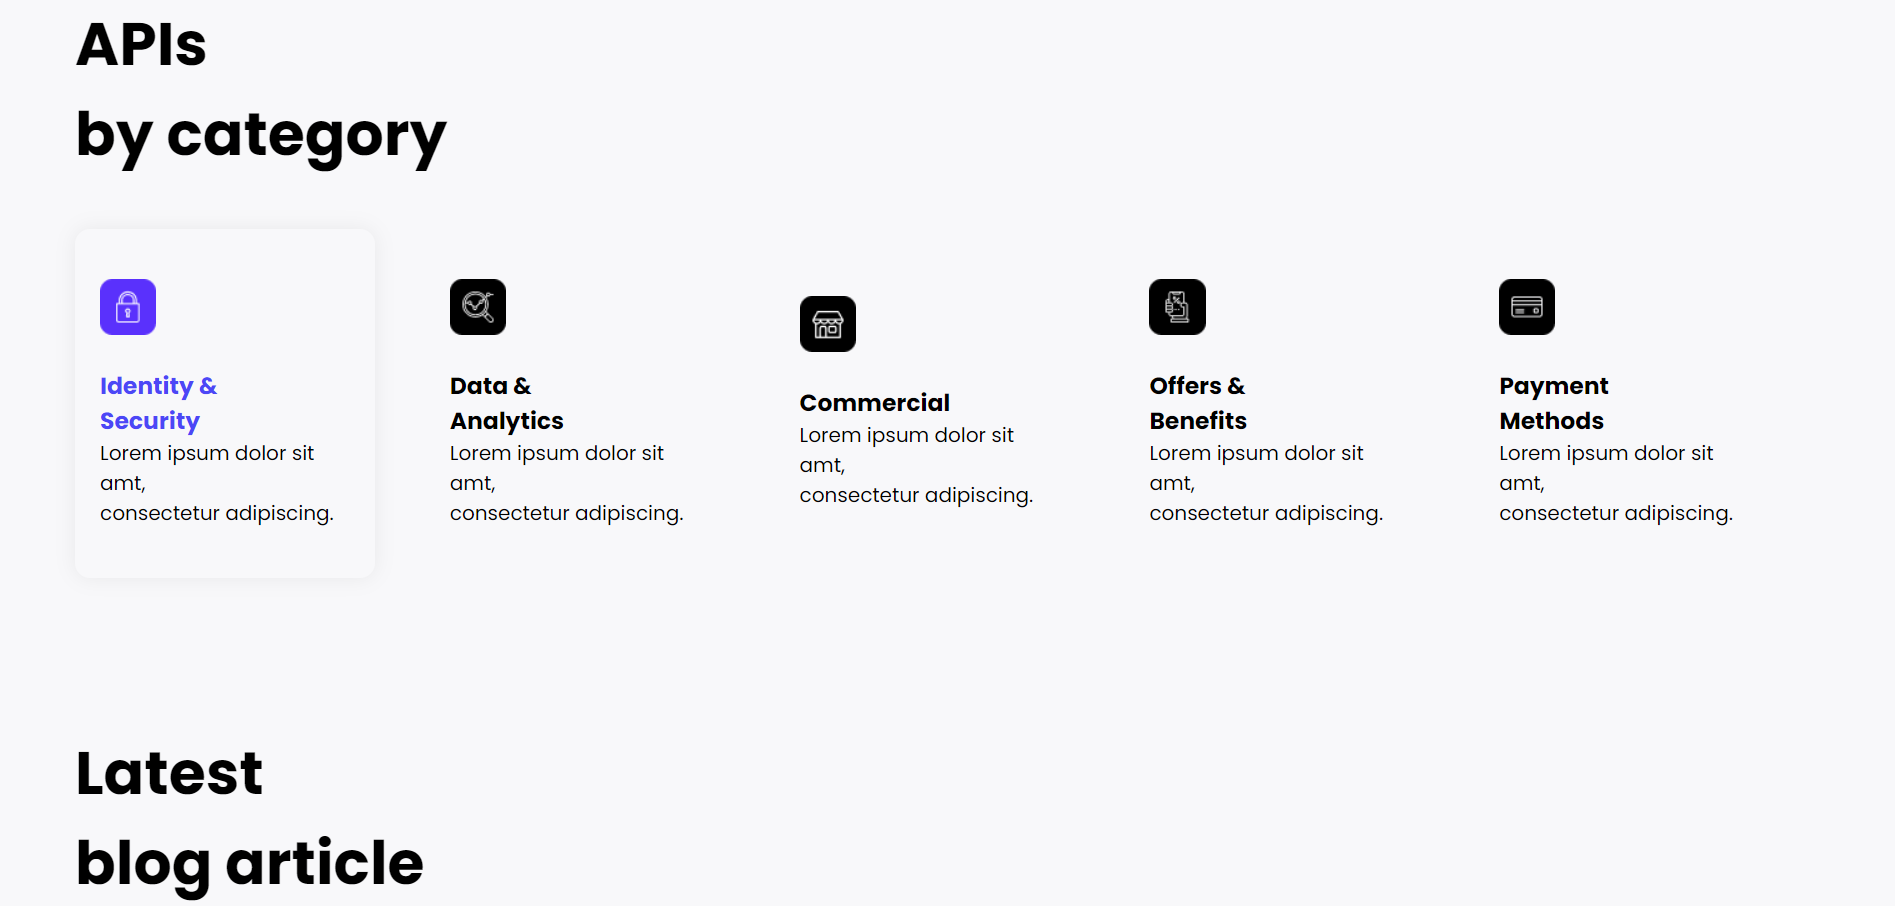 APIs
by category
Identity &
Security
Lorem ipsum dolor sit
amt,
consectetur adipiscing.
Data &
Analytics
Lorem ipsum dolor sit
amt,
consectetur adipiscing.
Commercial
Lorem ipsum dolor sit
amt,
consectetur adipiscing.
Offers &
Benefits
Lorem ipsum dolor sit
amt,
consectetur adipiscing.
Payment
Methods
Lorem ipsum dolor sit
amt,
consectetur adipiscing.
Latest
blog article